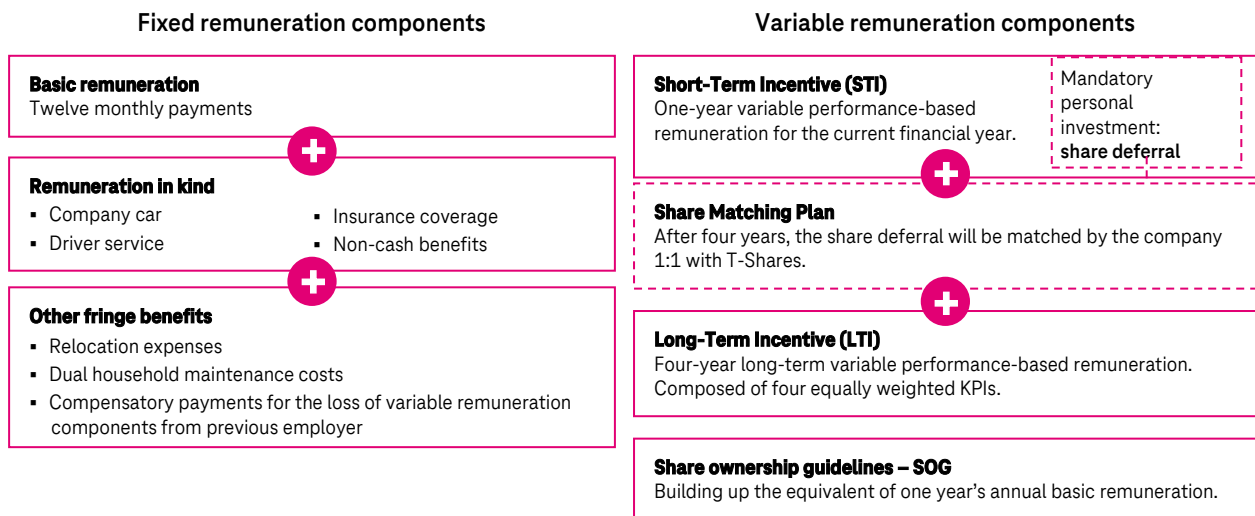 Fixed remuneration components
Basic remuneration
Twelve monthly payments
Remuneration in kind
▪ Company car
▪ Driver service
▪ Insurance coverage
▪ Non-cash benefits
Other fringe benefits
▪ Relocation expenses
▪ Dual household maintenance costs
▪ Compensatory payments for the loss of variable remuneration
components from previous employer
Variable remuneration components
Short-Term Incentive (STI)
One-year variable performance-based
remuneration for the current financial year.
Mandatory
personal
investment:
share deferral
Share Matching Plan
After four years, the share deferral will be matched by the company
1:1 with T-Shares.
Long-Term Incentive (LTI)
Four-year long-term variable performance-based remuneration.
Composed of four equally weighted KPIs.
Share ownership guidelines – SOG
Building up the equivalent of one year’s annual basic remuneration.